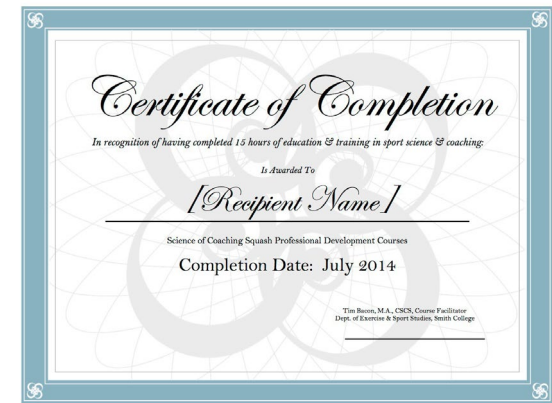 Certificate of Completion
In recognition of having completed 15 hours of education & training in sport science & coaching:
Is Awarded To
[Recipient Name ]
Science of Coaching Squash Professional Development Courses
Completion Date: July 2014
Tim Bacon, M.A., CSCS, Course Facilitator
Dept. of Exercise & Sport Studies, Smith College